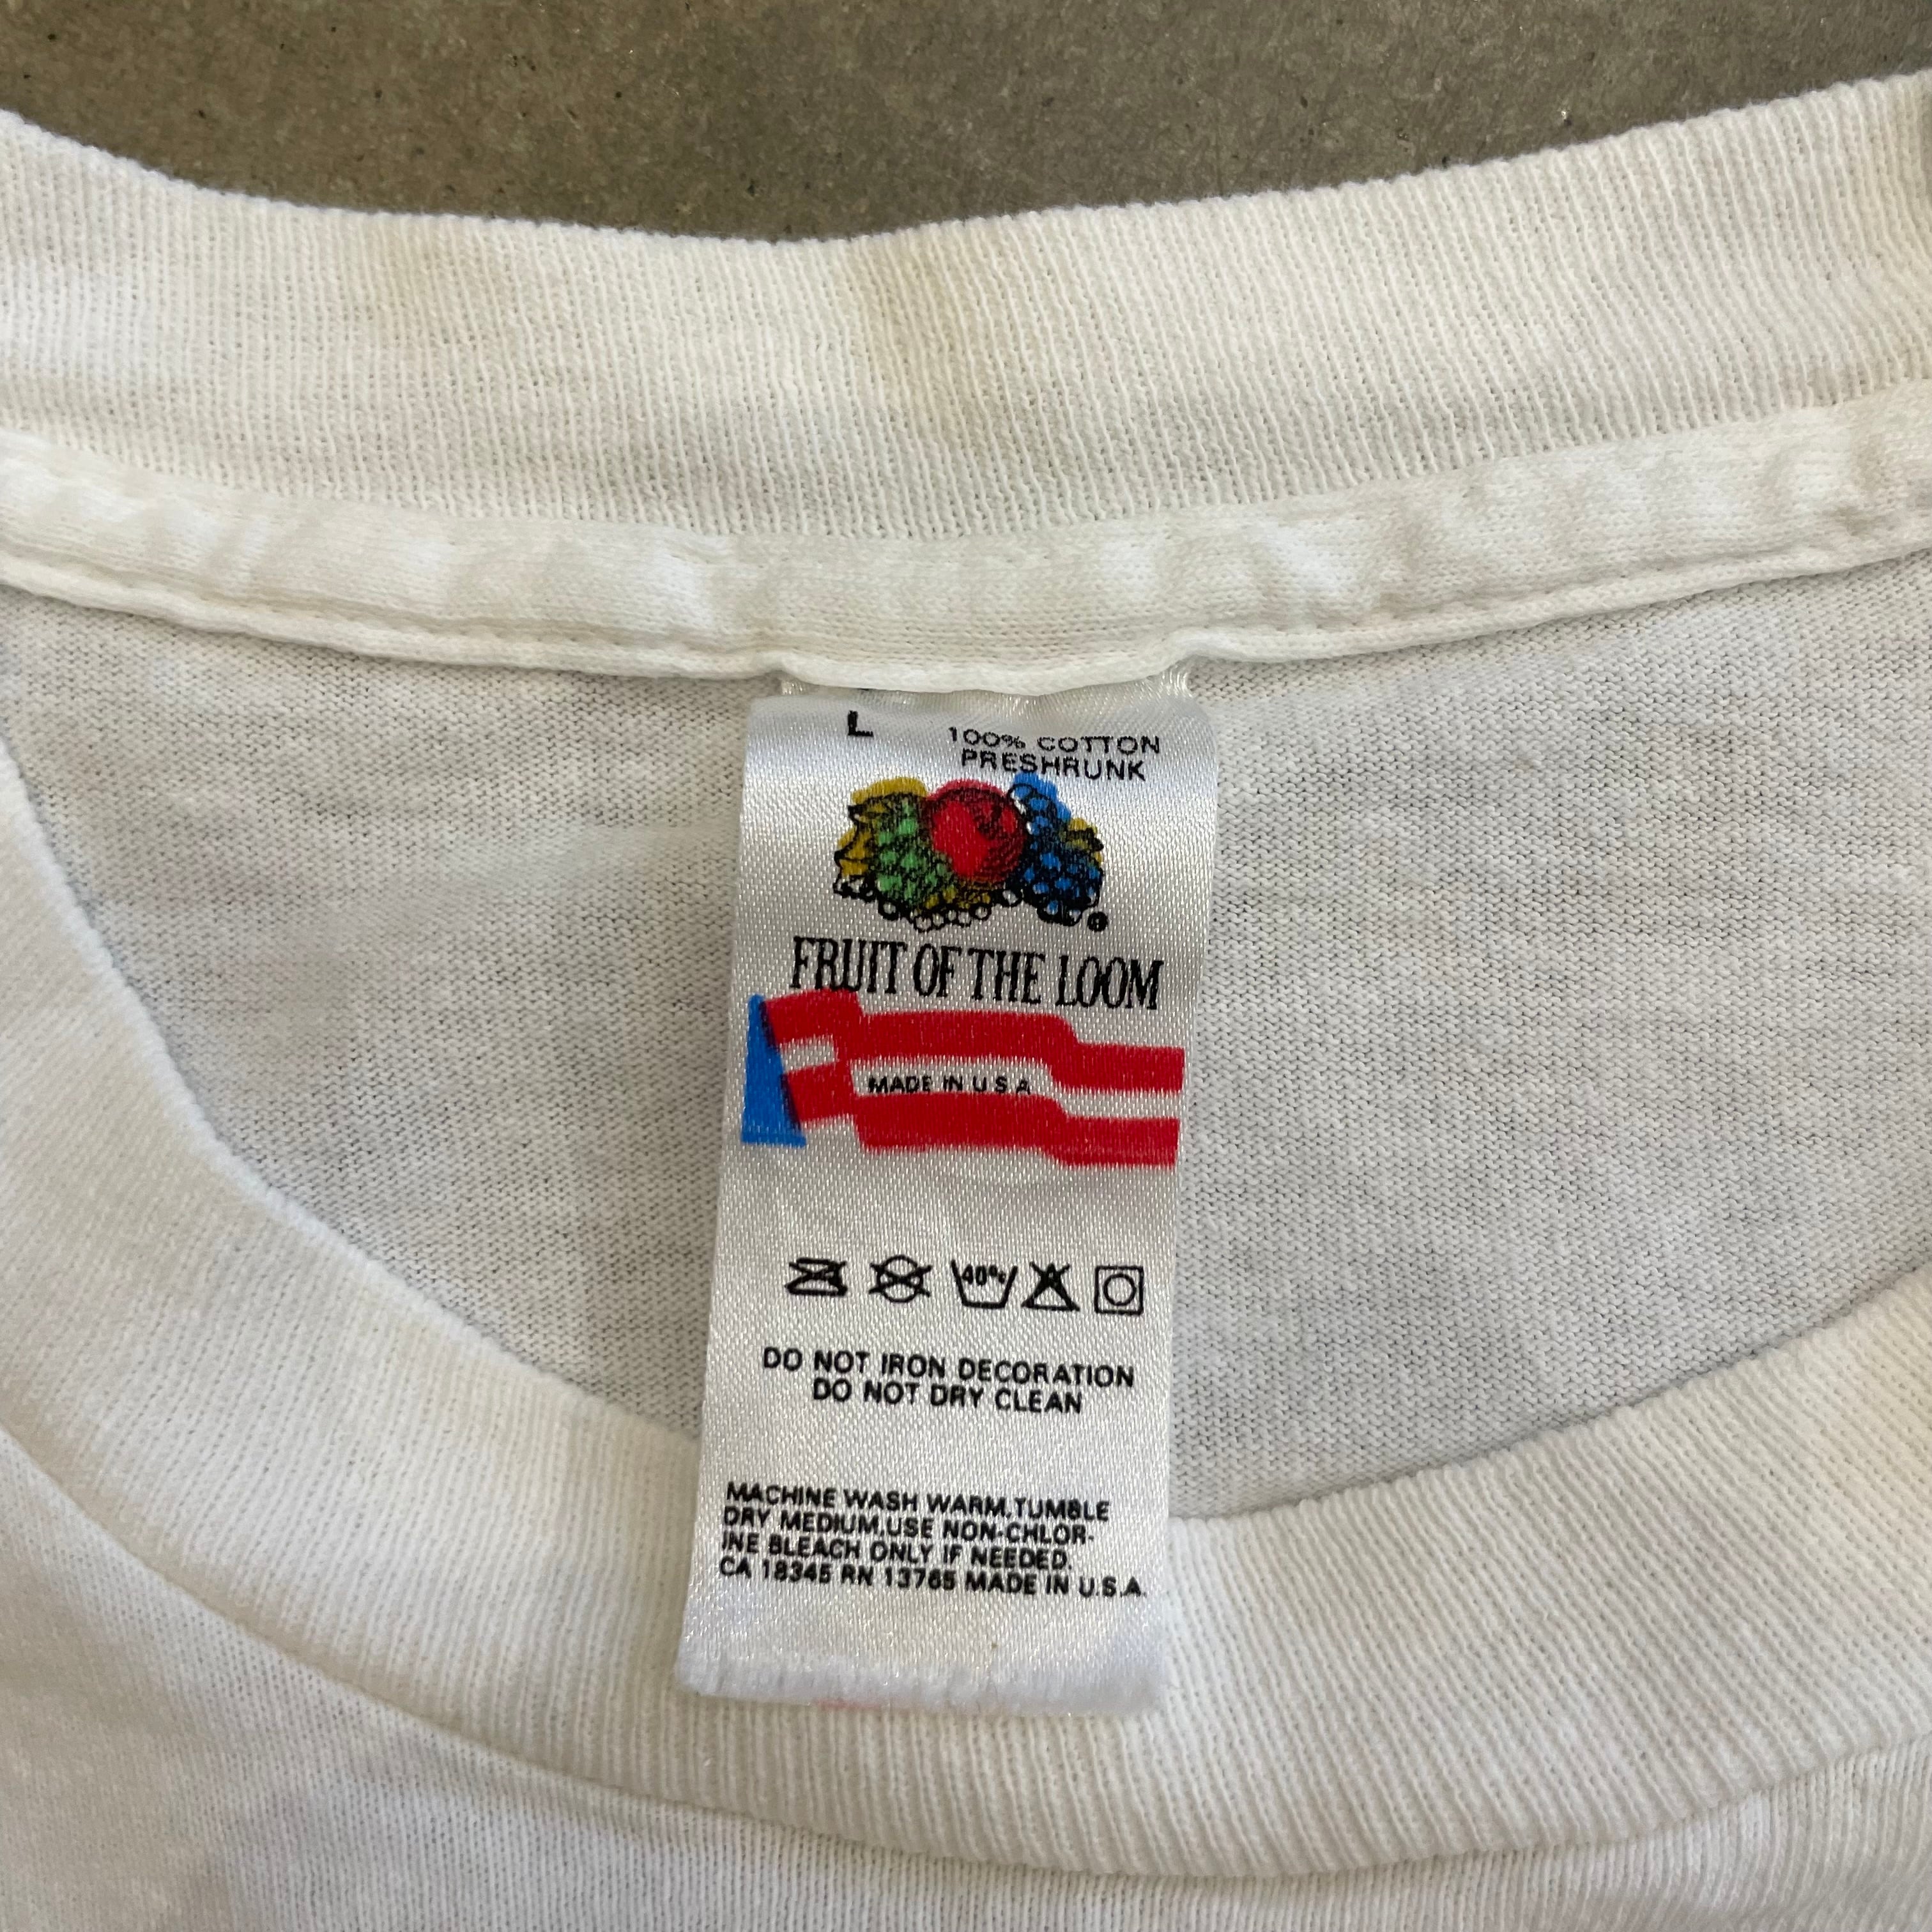 L
100% COTTON
PRESHRUNK
FRUIT OF THE LOOM
MADE IN U S A
40°c
DO NOT IRON DECORATION
DO NOT DRY CLEAN
MACHINE WASH WARM, TUMBLE
DRY MEDIUM, USE NON-CHLOR-
INE BLEACH ONLY IF NEEDED.
CA 18345 RN 13765 MADE IN U.S.A.